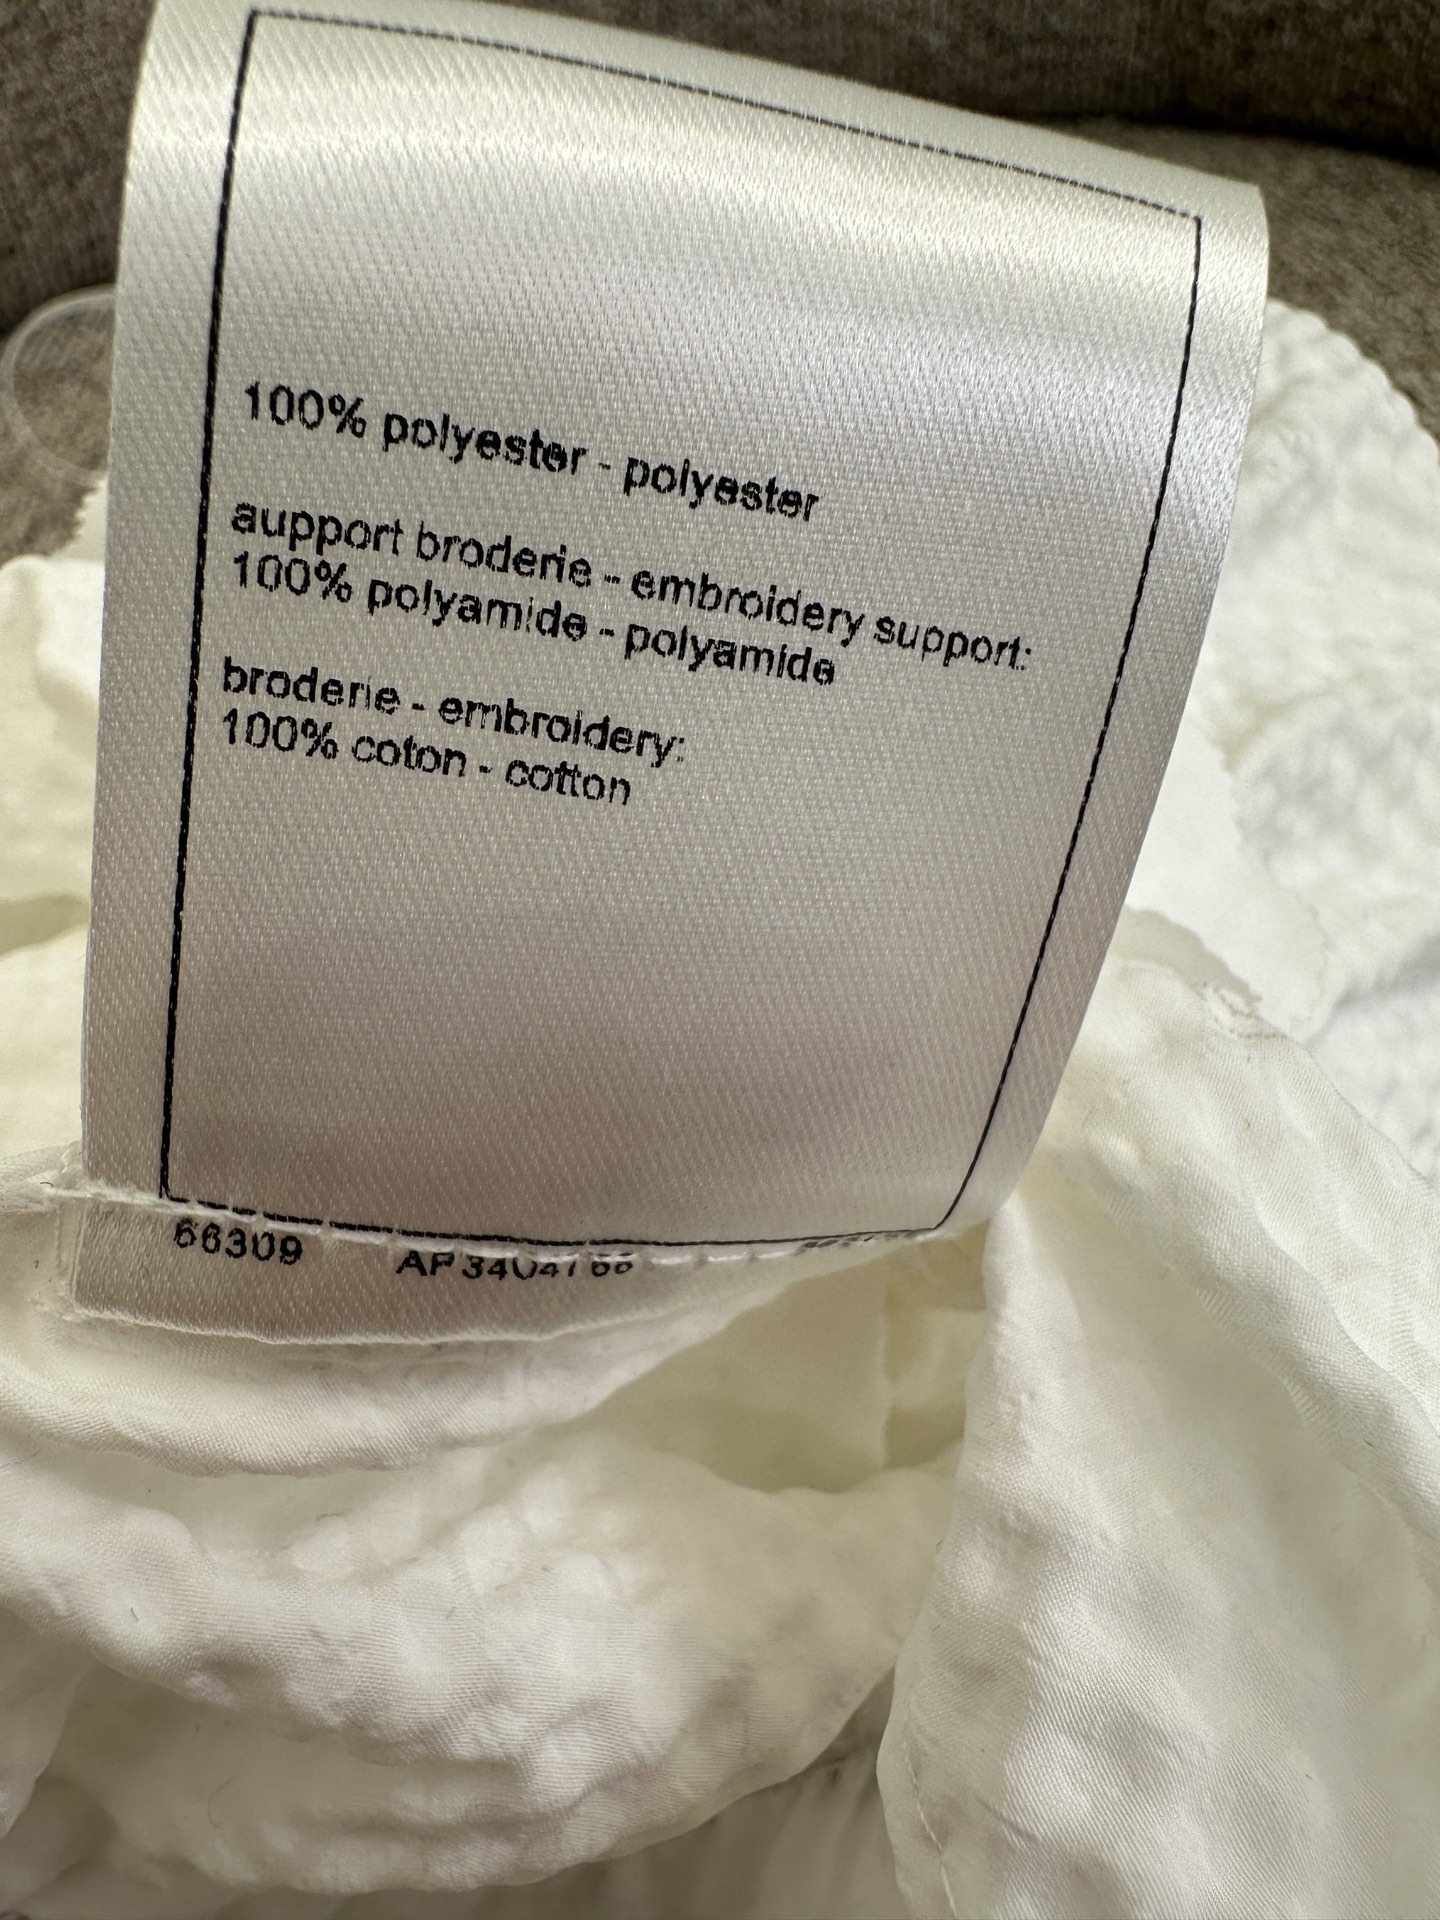 100% polyester - polyester
aupport broderie - embroidery support:
100% polyamide - polyamide
broderie - embroidery:
100% coton - cotton
66309